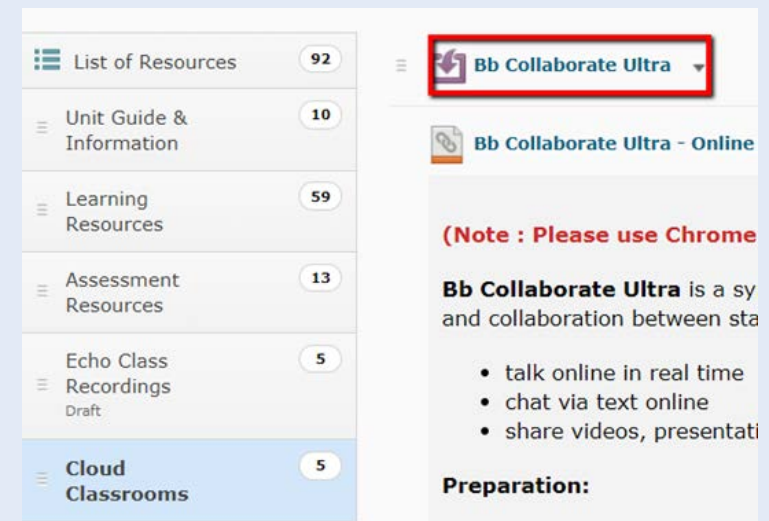 List of Resources 92
Unit Guide & 10
Information
Learning 59
Resources
Assessment 13
Resources
Echo Class 5
Recordings
Draft
Cloud 5
Classrooms
Bb Collaborate Ultra
Bb Collaborate Ultra - Online
(Note : Please use Chrome
Bb Collaborate Ultra is a sy
and collaboration between sta
• talk online in real time
• chat via text online
• share videos, presentati
Preparation: